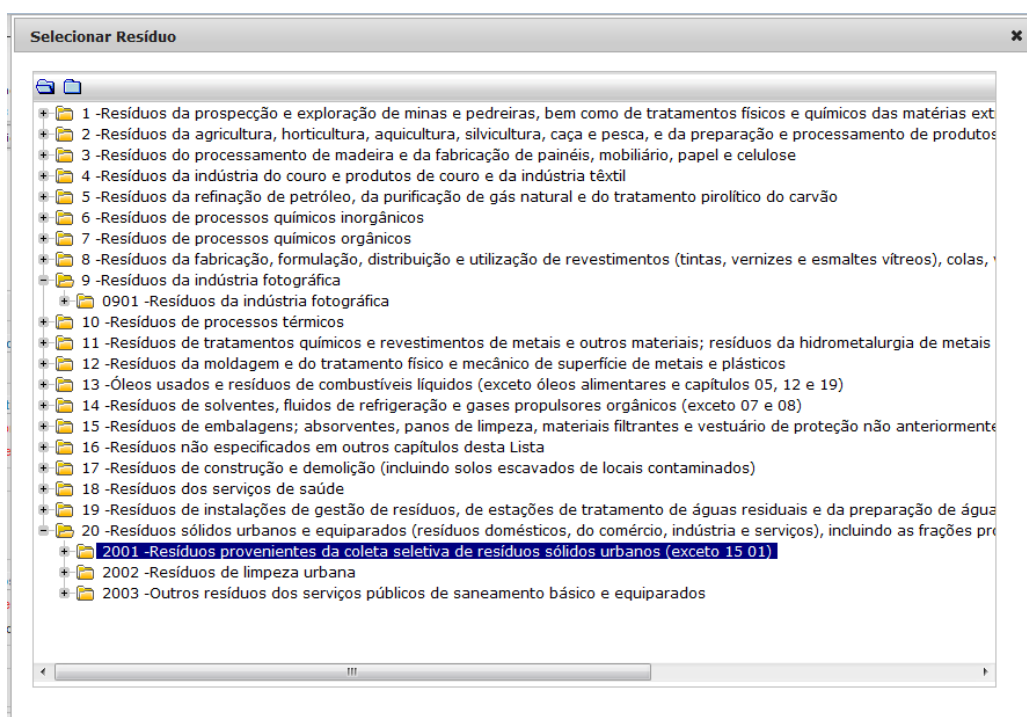 Selecionar Resíduo
1 -Resíduos da prospecção e exploração de minas e pedreiras, bem como de tratamentos físicos e químicos das matérias ext
2 -Resíduos da agricultura, horticultura, aquicultura, silvicultura, caça e pesca, e da preparação e processamento de produtos
3 -Resíduos do processamento de madeira e da fabricação de painéis, mobiliário, papel e celulose
4 -Resíduos da indústria do couro e produtos de couro e da indústria têxtil
5 -Resíduos da refinação de petróleo, da purificação de gás natural e do tratamento pirolítico do carvão
6 -Resíduos de processos químicos inorgânicos
7 -Resíduos de processos químicos orgânicos
8 -Resíduos da fabricação, formulação, distribuição e utilização de revestimentos (tintas, vernizes e esmaltes vítreos), colas,
9 -Resíduos da indústria fotográfica
0901 -Resíduos da indústria fotográfica
10 -Resíduos de processos térmicos
11 -Resíduos de tratamentos químicos e revestimentos de metais e outros materiais; resíduos da hidrometalurgia de metais
12 -Resíduos da moldagem e do tratamento físico e mecânico de superfície de metais e plásticos
13 -Óleos usados e resíduos de combustíveis líquidos (exceto óleos alimentares e capítulos 05, 12 e 19)
14 -Resíduos de solventes, fluidos de refrigeração e gases propulsores orgânicos (exceto 07 e 08)
15 -Resíduos de embalagens; absorventes, panos de limpeza, materiais filtrantes e vestuário de proteção não anteriormente
16 -Resíduos não especificados em outros capítulos desta Lista
17 -Resíduos de construção e demolição (incluindo solos escavados de locais contaminados)
18 -Resíduos dos serviços de saúde
19 -Resíduos de instalações de gestão de resíduos, de estações de tratamento de águas residuais e da preparação de água
20 -Resíduos sólidos urbanos e equiparados (resíduos domésticos, do comércio, indústria e serviços), incluindo as frações pro
2001 -Resíduos provenientes da coleta seletiva de resíduos sólidos urbanos (exceto 15 01)
2002 -Resíduos de limpeza urbana
2003 -Outros resíduos dos serviços públicos de saneamento básico e equiparados